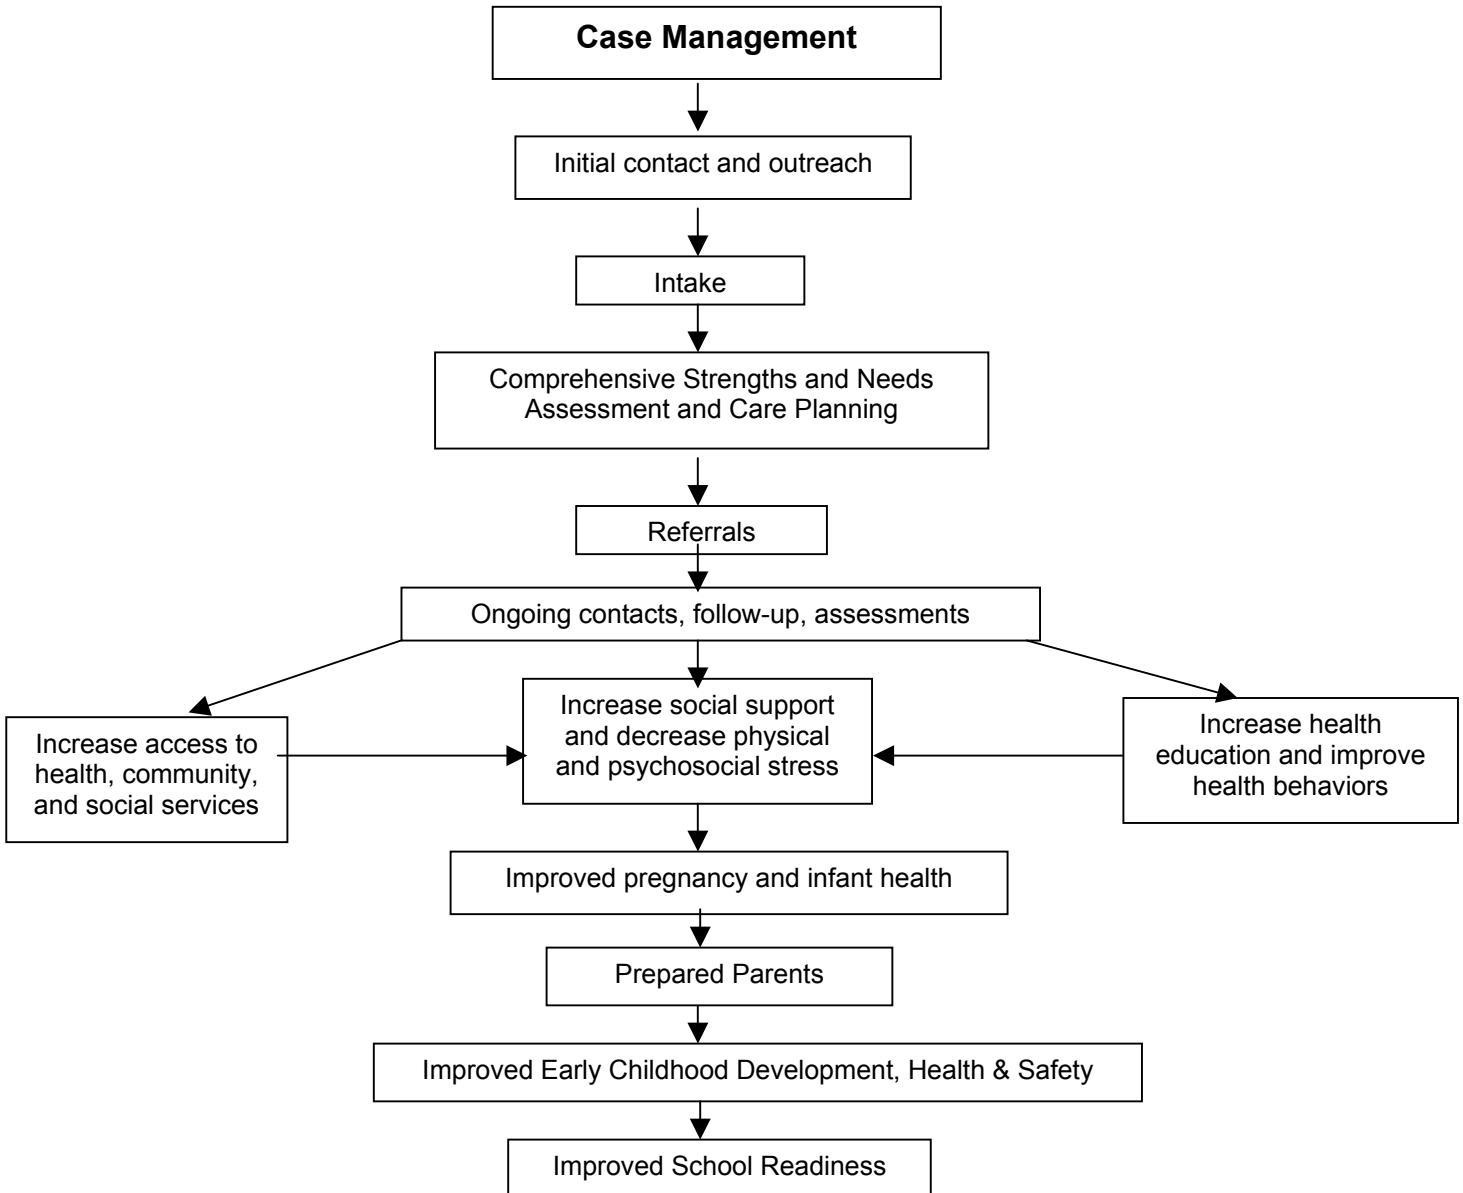 Case Management
Initial contact and outreach
Intake
Comprehensive Strengths and Needs
Assessment and Care Planning
Referrals
Ongoing contacts, follow-up, assessments
Increase access to
health, community,
and social services
Increase social support
and decrease physical
and psychosocial stress
Increase health
education and improve
health behaviors
Improved pregnancy and infant health
Prepared Parents
Improved Early Childhood Development, Health & Safety
Improved School Readiness